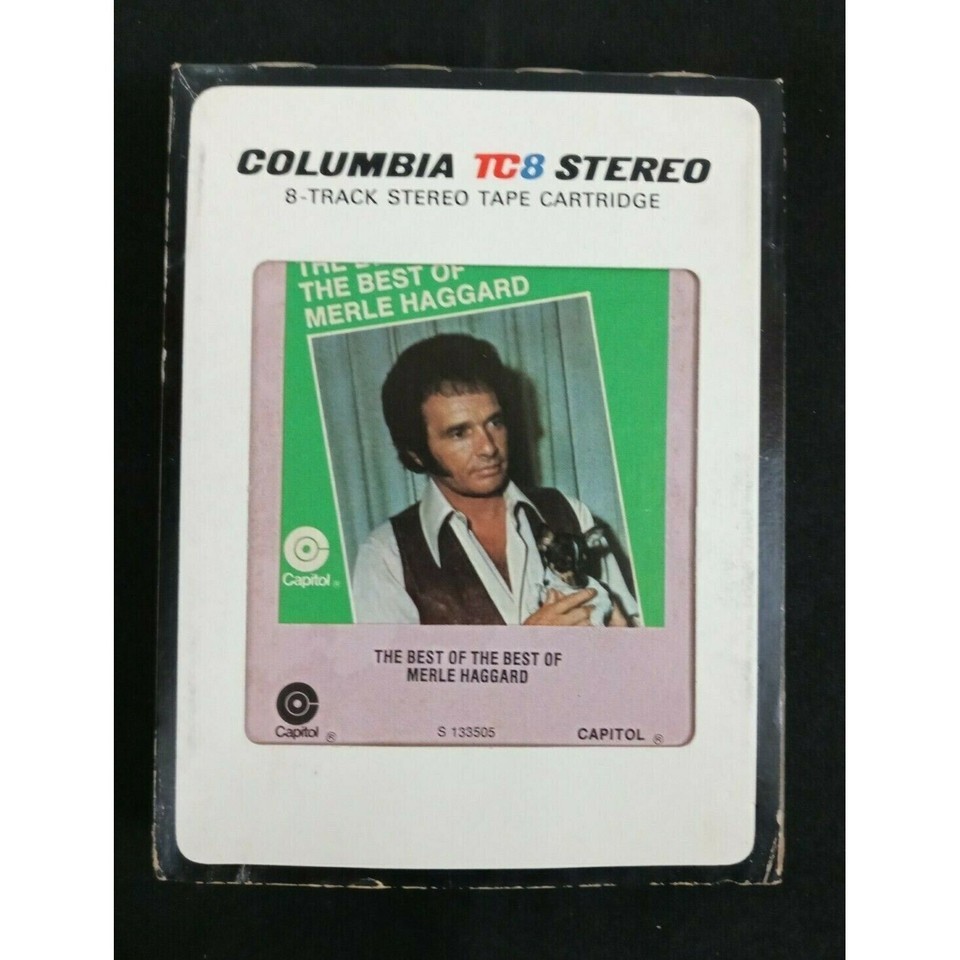 COLUMBIA TC8 STEREO
8-TRACK STEREO TAPE CARTRIDGE
THE BEST OF
MERLE HAGGARD
Capitol ®
THE BEST OF THE BEST OF
MERLE HAGGARD
Capitol ®
S 133505
CAPITOL ®